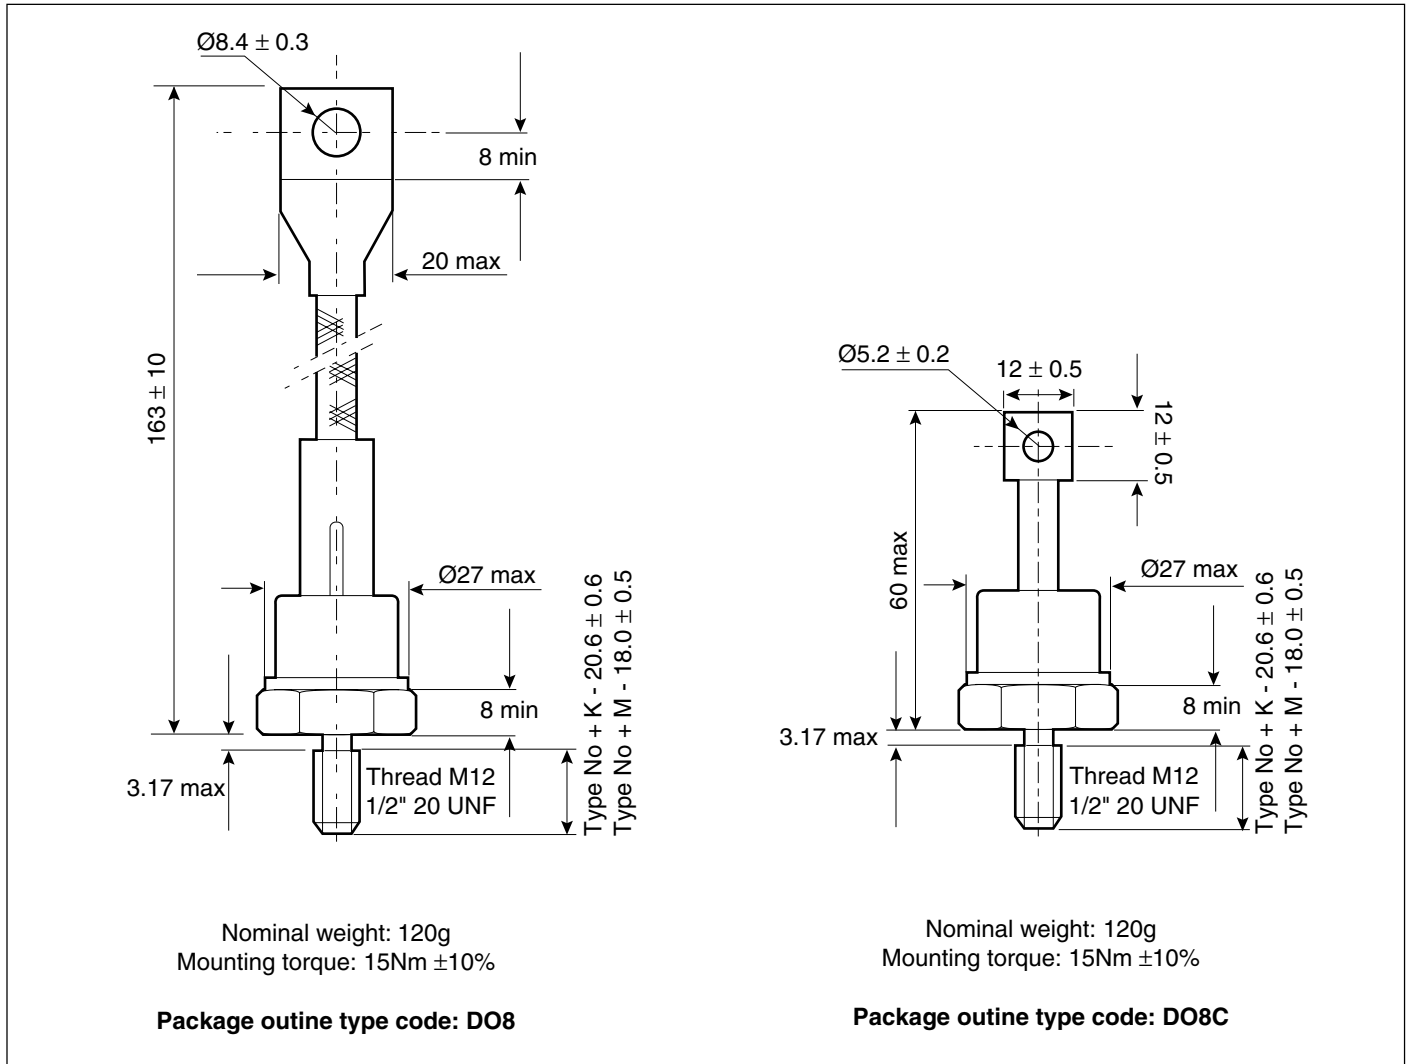 Ø8.4 ± 0.3
8 min
20 max
163 ± 10
Ø27 max
8 min
3.17 max
Thread M12
1/2" 20 UNF
Type No + K - 20.6 ± 0.6
Type No + M - 18.0 ± 0.5
Nominal weight: 120g
Mounting torque: 15Nm ±10%
Package outine type code: DO8
Ø5.2 ± 0.2
12 ± 0.5
12 ± 0.5
60 max
Ø27 max
8 min
3.17 max
Thread M12
1/2" 20 UNF
Type No + K - 20.6 ± 0.6
Type No + M - 18.0 ± 0.5
Nominal weight: 120g
Mounting torque: 15Nm ±10%
Package outine type code: DO8C